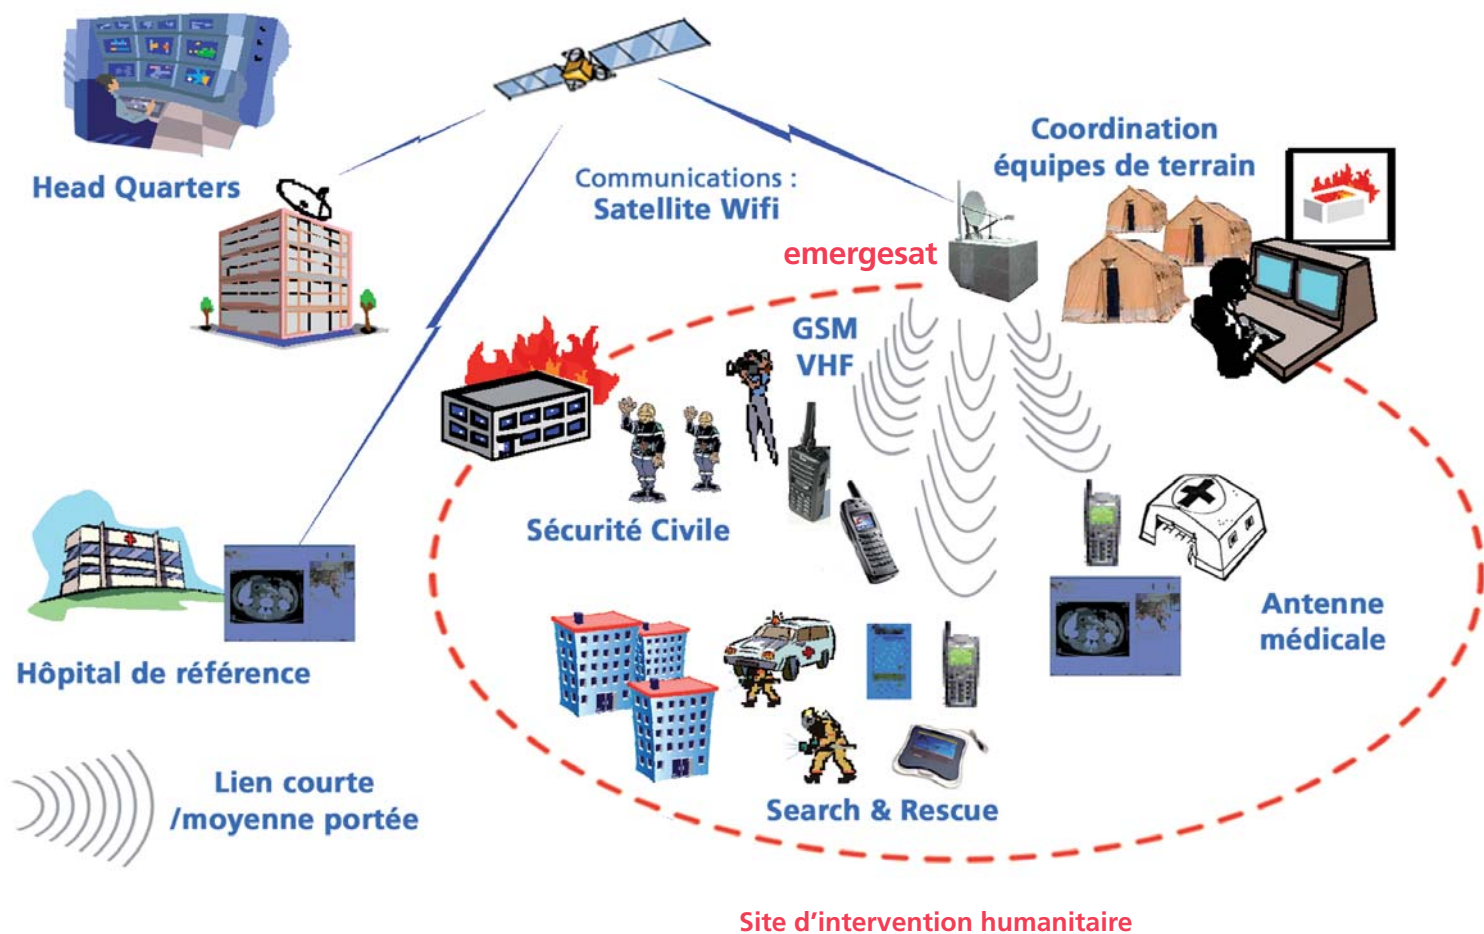 Head Quarters
Communications :
Satellite Wifi
Coordination
équipes de terrain
emergesat
GSM
VHF
Sécurité Civile
Hôpital de référence
Antenne
médicale
Lien courte
/moyenne portée
Search & Rescue
Site d'intervention humanitaire